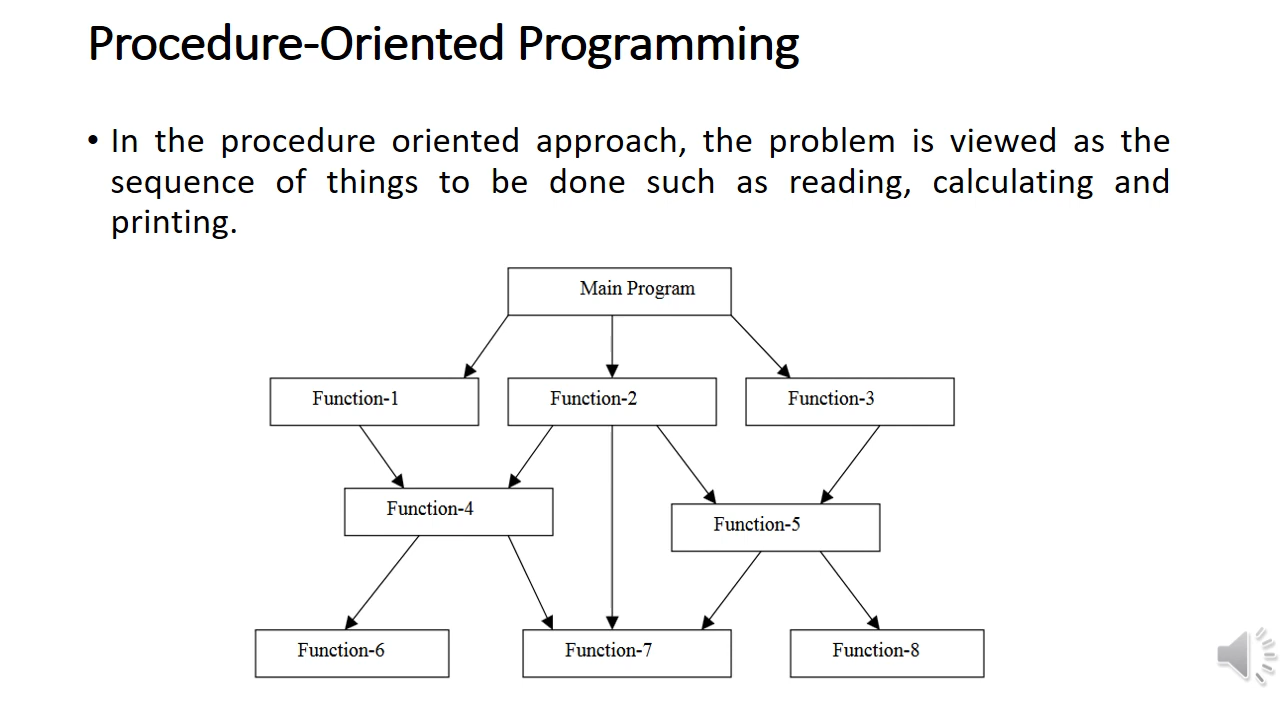 Procedure-Oriented Programming
• In the procedure oriented approach, the problem is viewed as the
sequence of things to be done such as reading, calculating and
printing.
Main Program
Function-1
Function-2
Function-3
Function-4
Function-5
Function-6
Function-7
Function-8